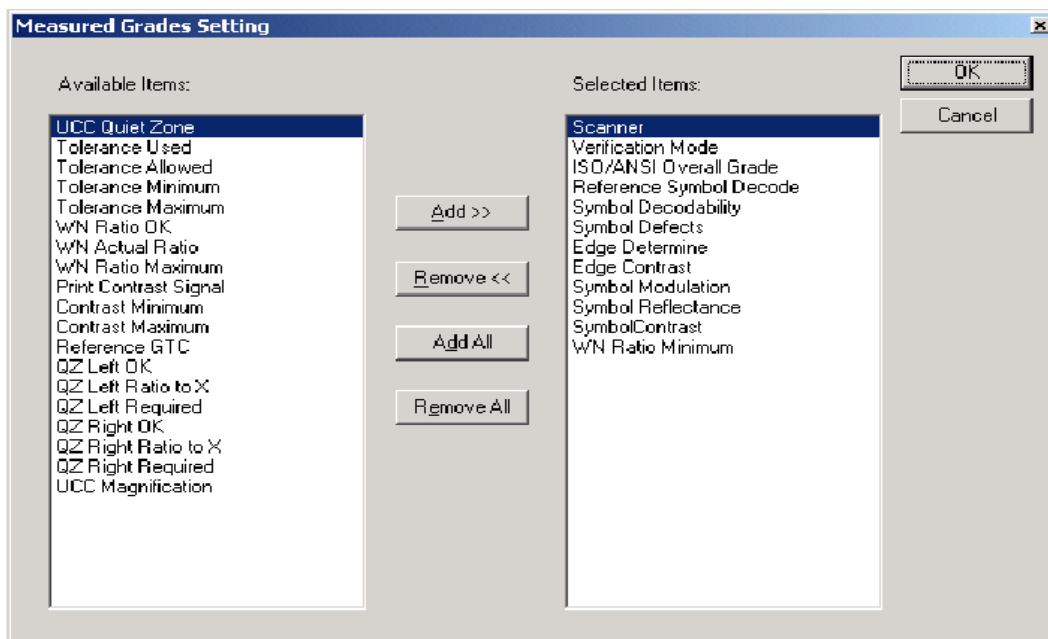 Measured Grades Setting
Available Items:
UCC Quiet Zone
Tolerance Used
Tolerance Allowed
Tolerance Minimum
Tolerance Maximum
WN Ratio OK
WN Actual Ratio
WN Ratio Maximum
Print Contrast Signal
Contrast Minimum
Contrast Maximum
Reference GTC
QZ Left OK
QZ Left Ratio to X
QZ Left Required
QZ Right OK
QZ Right Ratio to X
QZ Right Required
UCC Magnification
Add >>
Remove <<
Add All
Remove All
Selected Items:
Scanner
Verification Mode
ISO/ANSI Overall Grade
Reference Symbol Decode
Symbol Decodability
Symbol Defects
Edge Determine
Edge Contrast
Symbol Modulation
Symbol Reflectance
SymbolContrast
WN Ratio Minimum
OK
Cancel